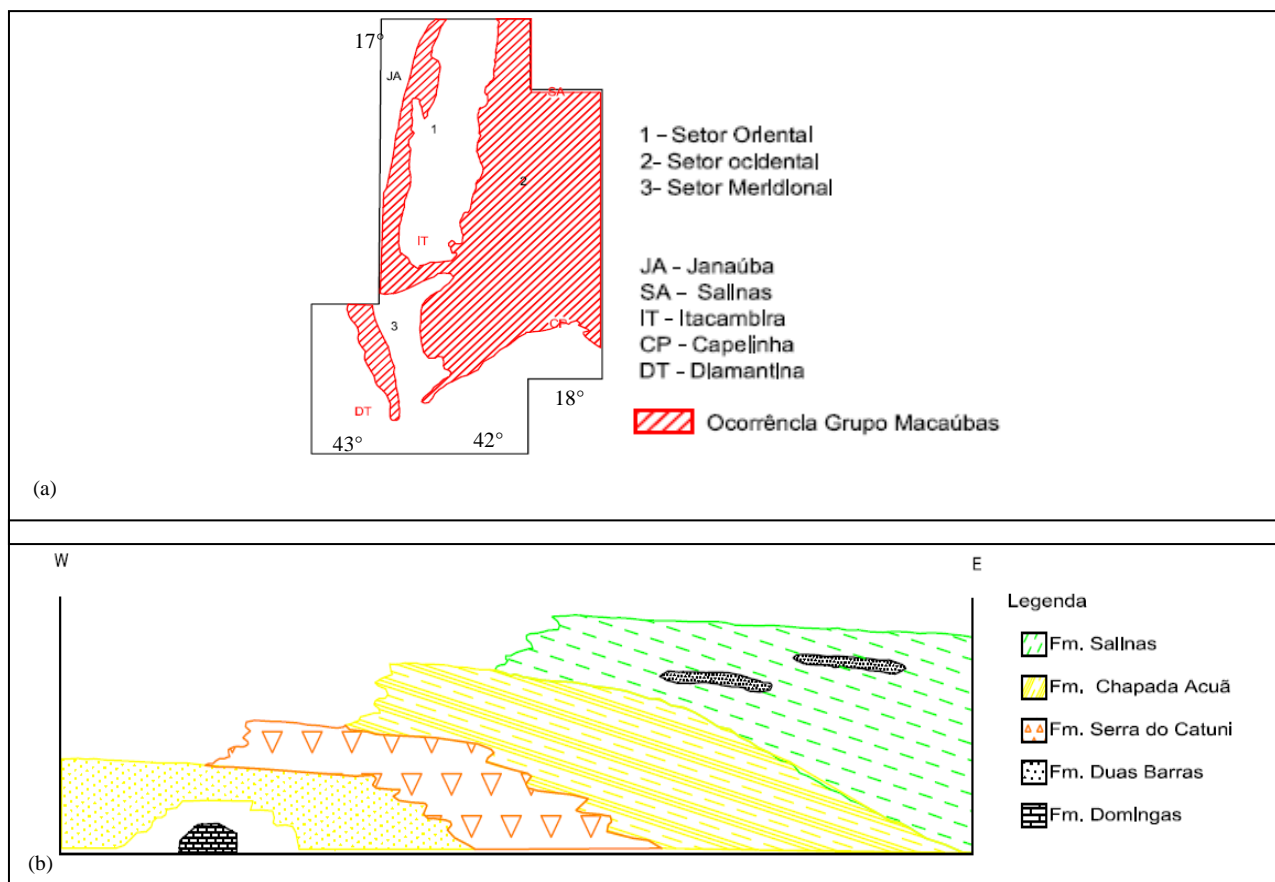 17°
JA
SA
1
2
IT
3
CP
DT
18°
43°
42°
1 – Setor Oriental
2- Setor ocidental
3- Setor Meridional
JA - Janaúba
SA – Salinas
IT - Itacambira
CP - Capelinha
DT - Diamantina
Ocorrência Grupo Macaúbas
(a)
W
E
Legenda
Fm. Salinas
Fm. Chapada Acuã
Fm. Serra do Catuni
Fm. Duas Barras
Fm. Domingas
(b)